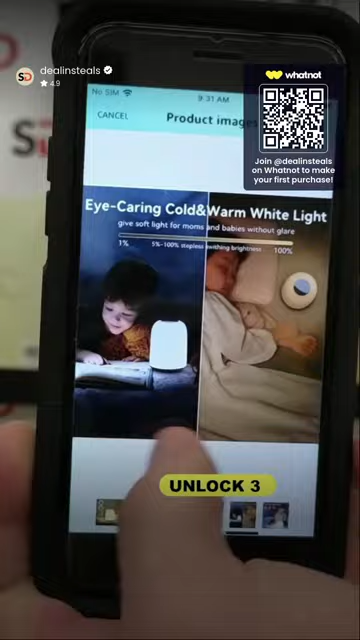 dealinsteals
4.9
whatnot
Join @dealinsteals
on Whatnot to make
your first purchase!
No SIM
9:31 AM
CANCEL
Product images
Eye-Caring Cold&Warm White Light
give soft light for moms and babies without glare
1%
5%-100% stepless swithing brightness
100%
UNLOCK 3